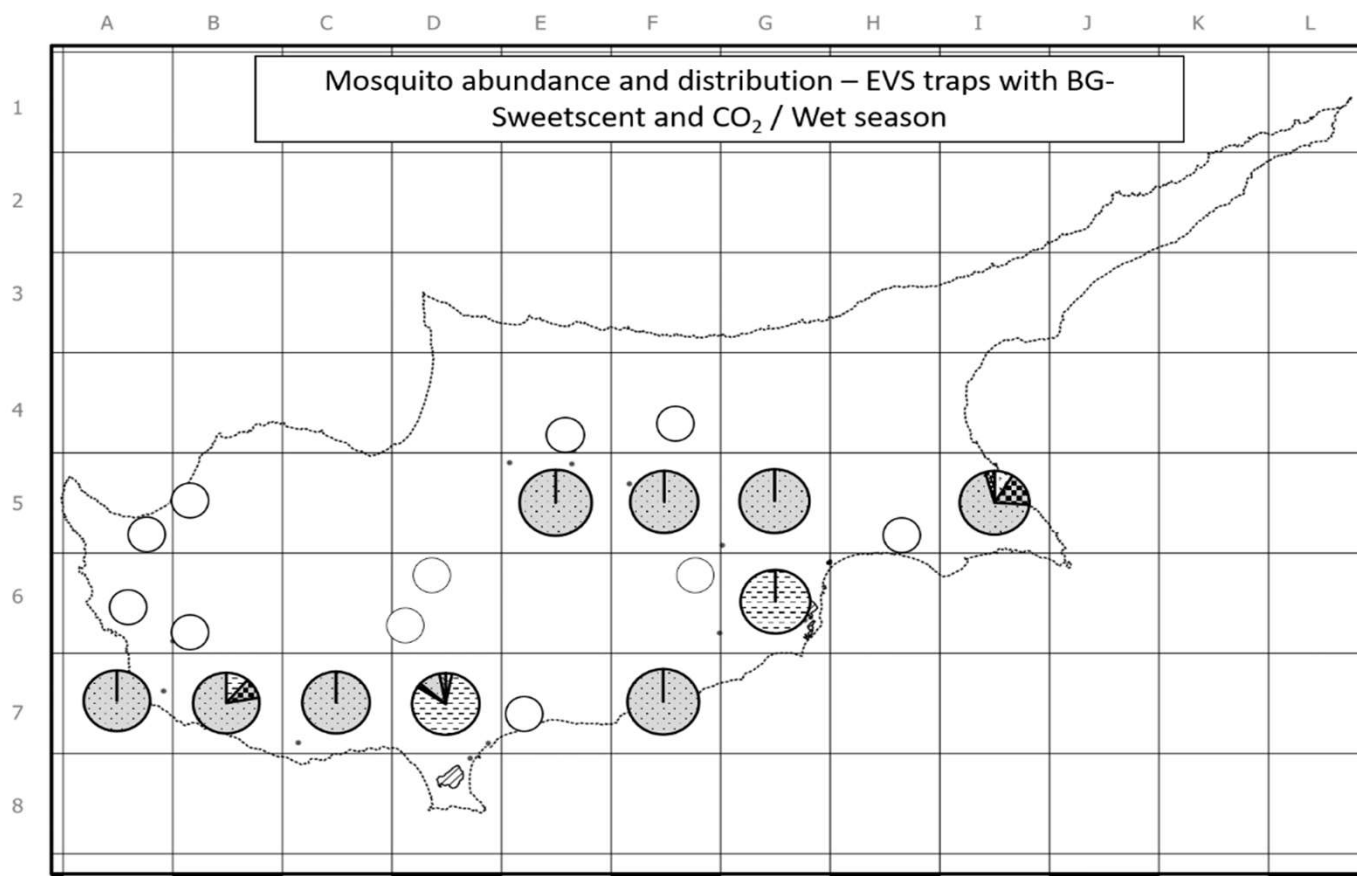 A B C D E F G H I J K L
Mosquito abundance and distribution – EVS traps with BG-
Sweetscent and CO₂ / Wet season
1
2
3
4
5
6
7
8